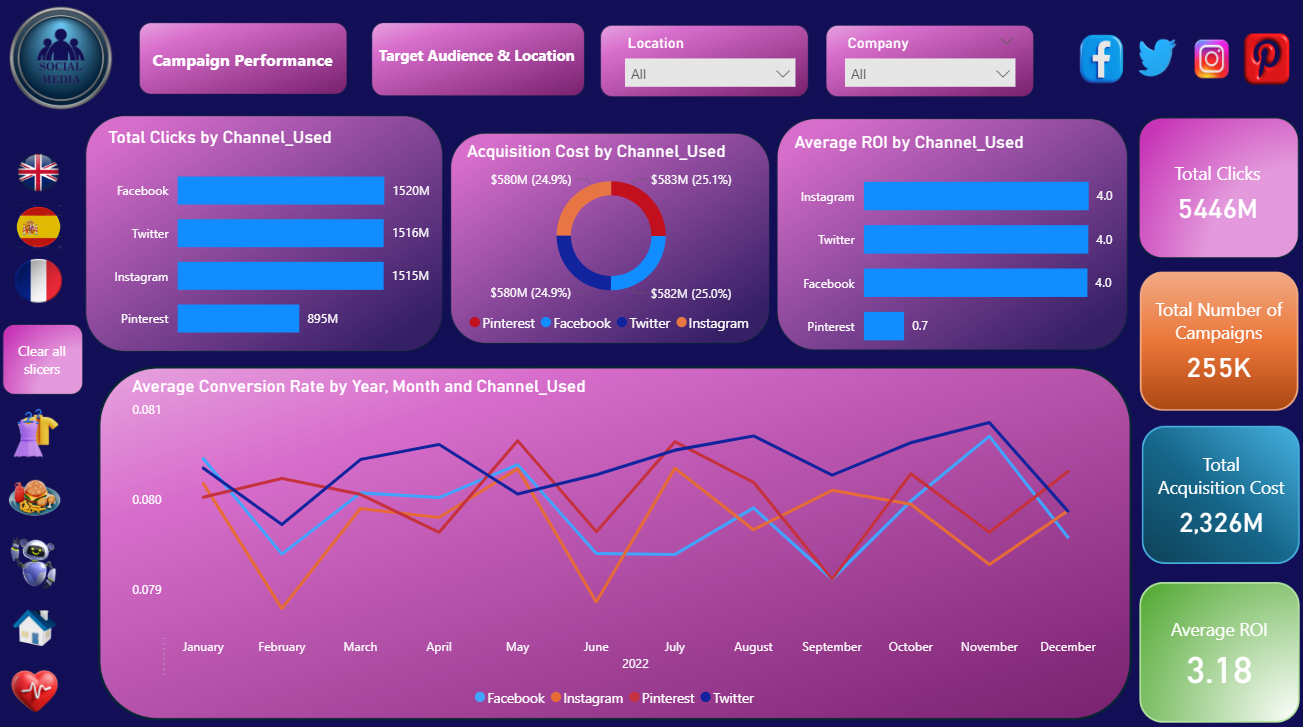 SOCIAL
MEDIA
Campaign Performance
Target Audience & Location
Location
All
Company
All
Total Clicks by Channel_Used
Facebook 1520M
Twitter 1516M
Instagram 1515M
Pinterest 895M
Acquisition Cost by Channel_Used
$580M (24.9%) $583M (25.1%)
$580M (24.9%) $582M (25.0%)
Pinterest Facebook Twitter Instagram
Average ROI by Channel_Used
Instagram 4.0
Twitter 4.0
Facebook 4.0
Pinterest 0.7
Total Clicks
5446M
Clear all
slicers
Total Number of
Campaigns
255K
Average Conversion Rate by Year, Month and Channel_Used
0.081
0.080
0.079
January February March April May June July August September October November December
2022
Facebook Instagram Pinterest Twitter
Total
Acquisition Cost
2,326M
Average ROI
3.18